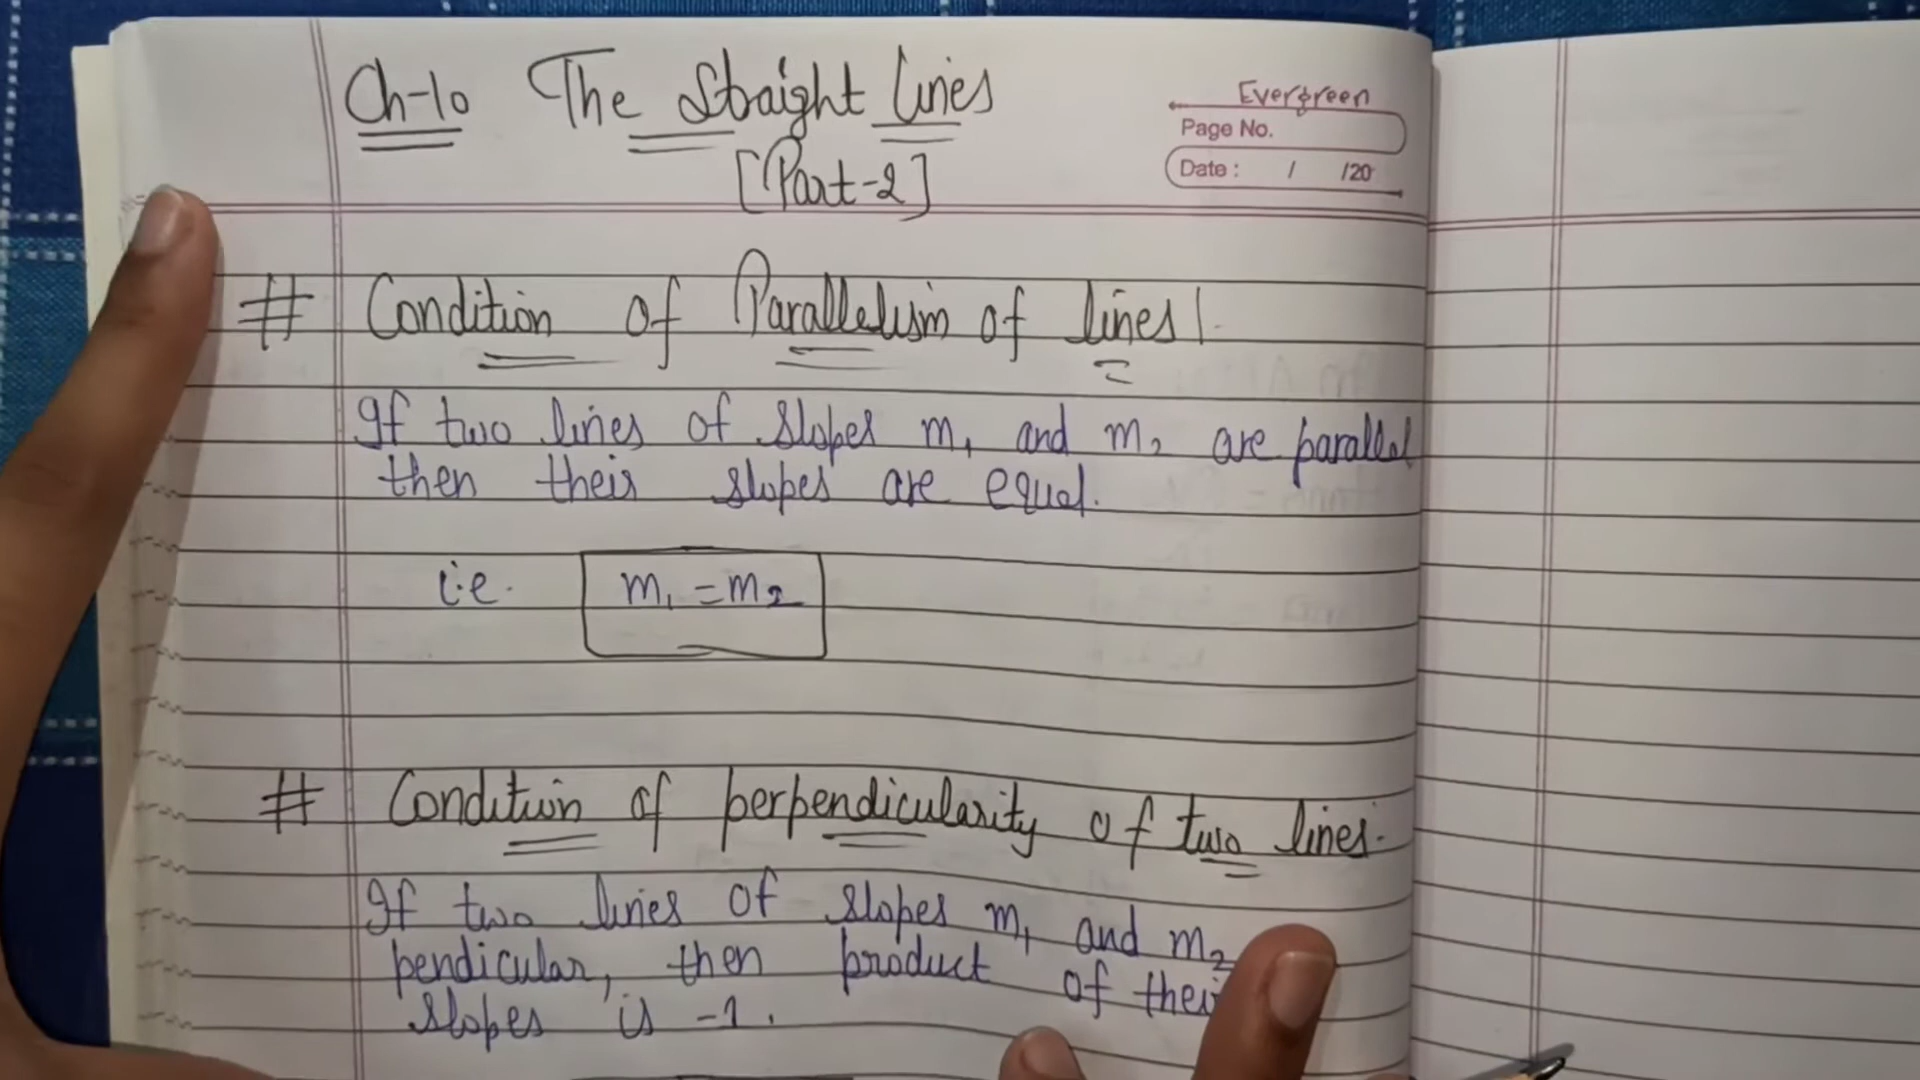 Ch-10 The Straight Lines
[Part-2]
Evergreen
Page No.
Date : / /20
# Condition of Parallelism of lines |.
If two lines of slopes m₁ and m₂ are parallel
then their slopes are equal.
i.e. m₁ = m₂
# Condition of perpendicularity of two lines.
If two lines of slopes m₁ and m₂
pendicular, then product of their
slopes is -1.